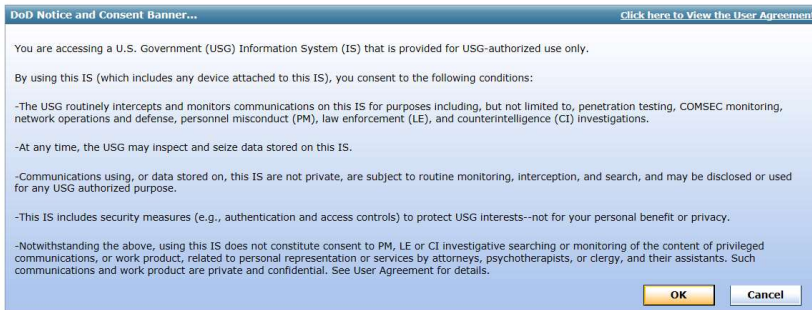 DoD Notice and Consent Banner...
Click here to View the User Agreement
You are accessing a U.S. Government (USG) Information System (IS) that is provided for USG-authorized use only.
By using this IS (which includes any device attached to this IS), you consent to the following conditions:
-The USG routinely intercepts and monitors communications on this IS for purposes including, but not limited to, penetration testing, COMSEC monitoring,
network operations and defense, personnel misconduct (PM), law enforcement (LE), and counterintelligence (CI) investigations.
-At any time, the USG may inspect and seize data stored on this IS.
-Communications using, or data stored on, this IS are not private, are subject to routine monitoring, interception, and search, and may be disclosed or used
for any USG authorized purpose.
-This IS includes security measures (e.g., authentication and access controls) to protect USG interests--not for your personal benefit or privacy.
-Notwithstanding the above, using this IS does not constitute consent to PM, LE or CI investigative searching or monitoring of the content of privileged
communications, or work product, related to personal representation or services by attorneys, psychotherapists, or clergy, and their assistants. Such
communications and work product are private and confidential. See User Agreement for details.
OK
Cancel